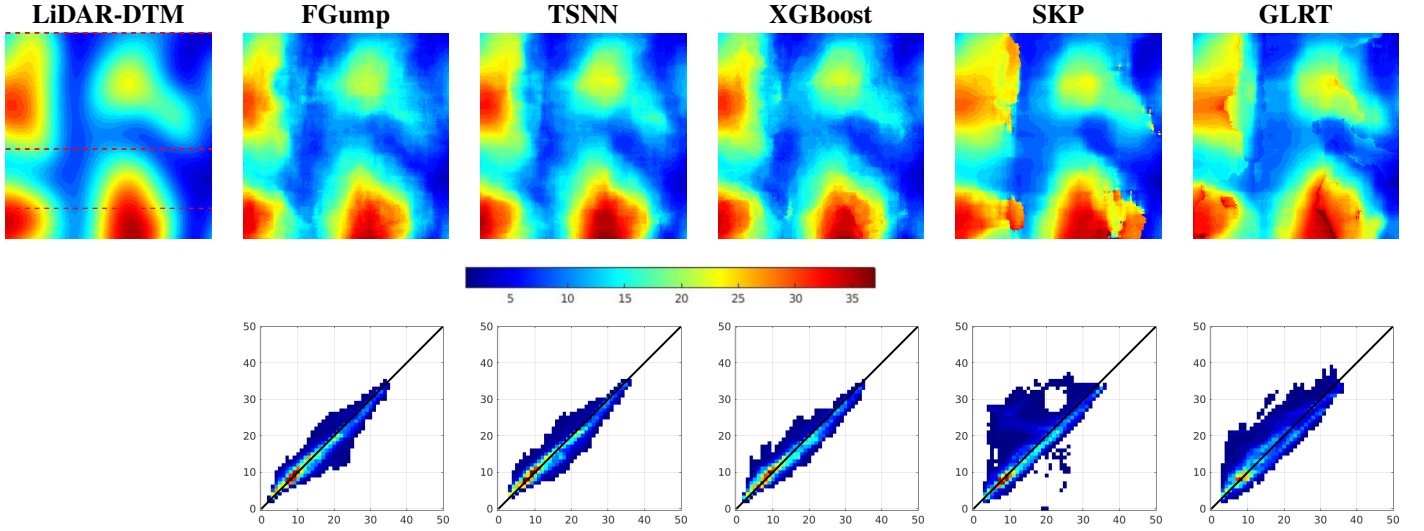 LiDAR-DTM FGump TSNN XGBoost SKP GLRT
5 10 15 20 25 30 35
50 50 50 50 50
40 40 40 40 40
30 30 30 30 30
20 20 20 20 20
10 10 10 10 10
0 0 0 0 0
0 10 20 30 40 50 0 10 20 30 40 50 0 10 20 30 40 50 0 10 20 30 40 50 0 10 20 30 40 50